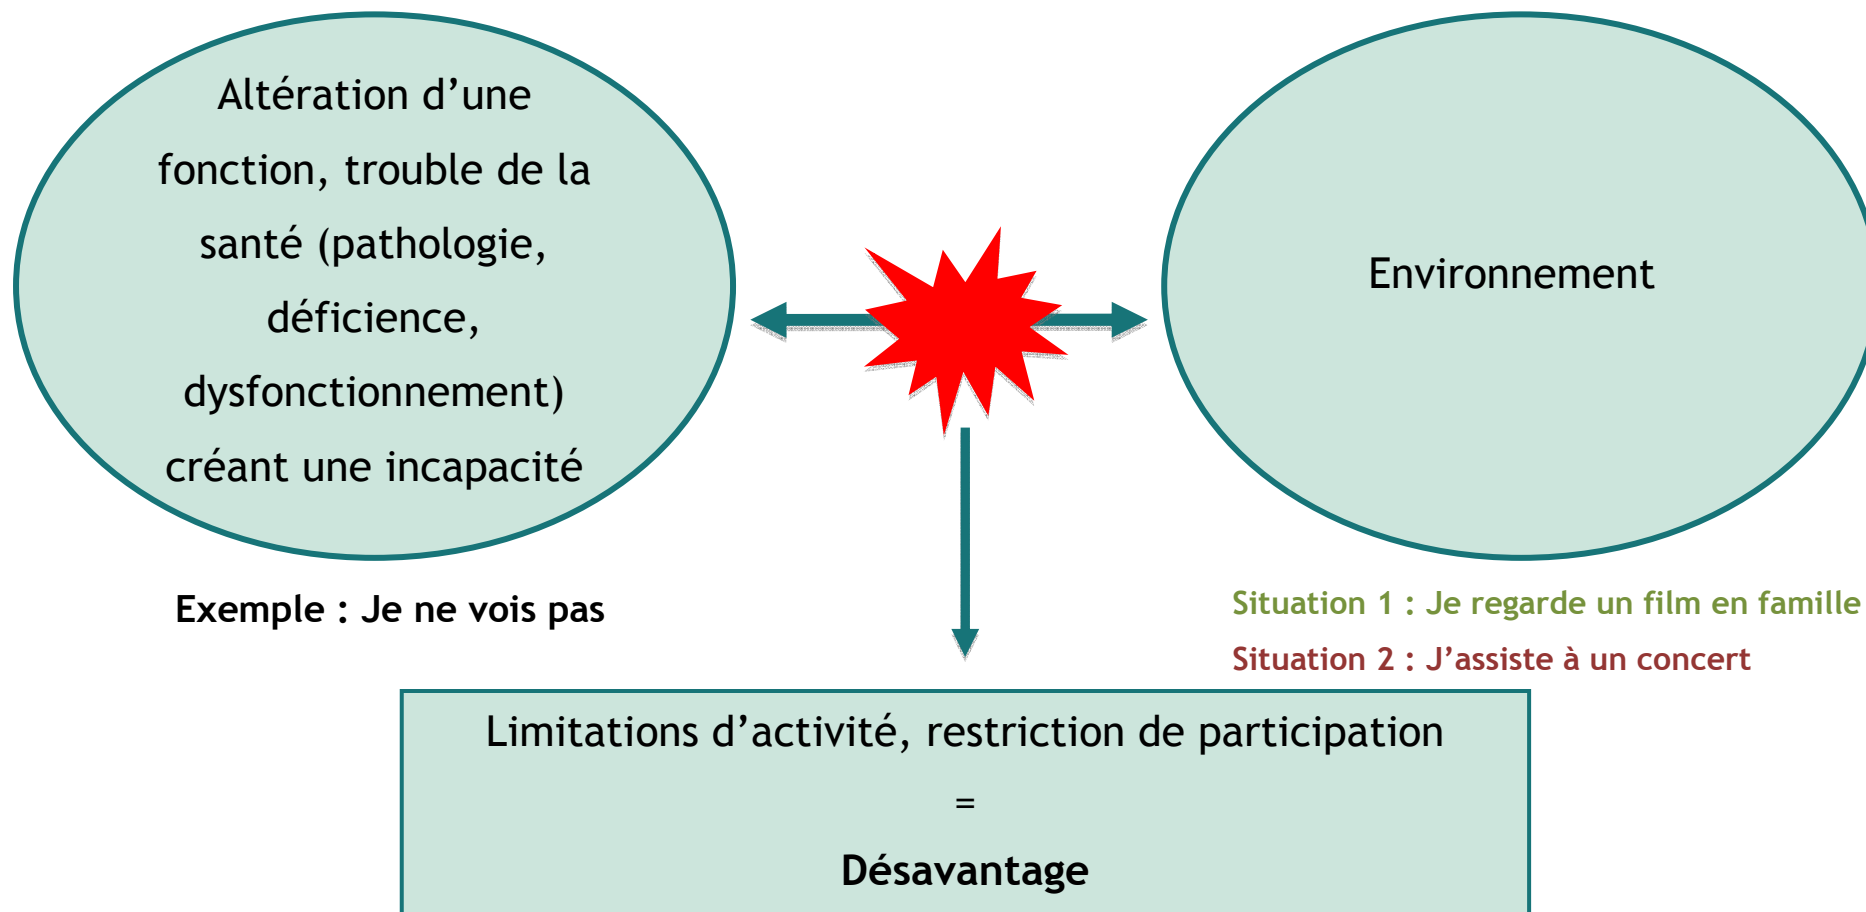 Altération d’une
fonction, trouble de la
santé (pathologie,
déficience,
dysfonctionnement)
créant une incapacité
Environnement
Exemple : Je ne vois pas
Situation 1 : Je regarde un film en famille
Situation 2 : J’assiste à un concert
Limitations d’activité, restriction de participation
=
Désavantage